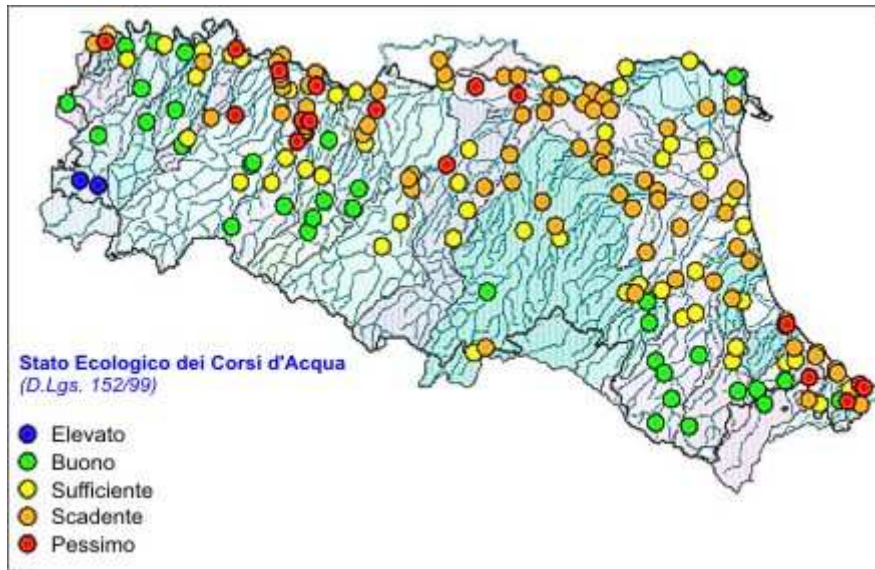 Stato Ecologico dei Corsi d'Acqua
(D.Lgs. 152/99)
Elevato
Buono
Sufficiente
Scadente
Pessimo